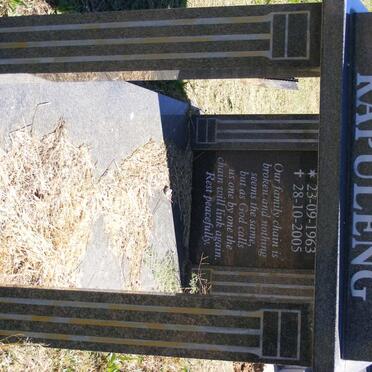 RAPULENG
* 23-09-1963
✝ 28-10-2005
Our family chain is
broken and nothing
seems the same,
but as God calls
us one by one the
chain will link again.
Rest peacefully.